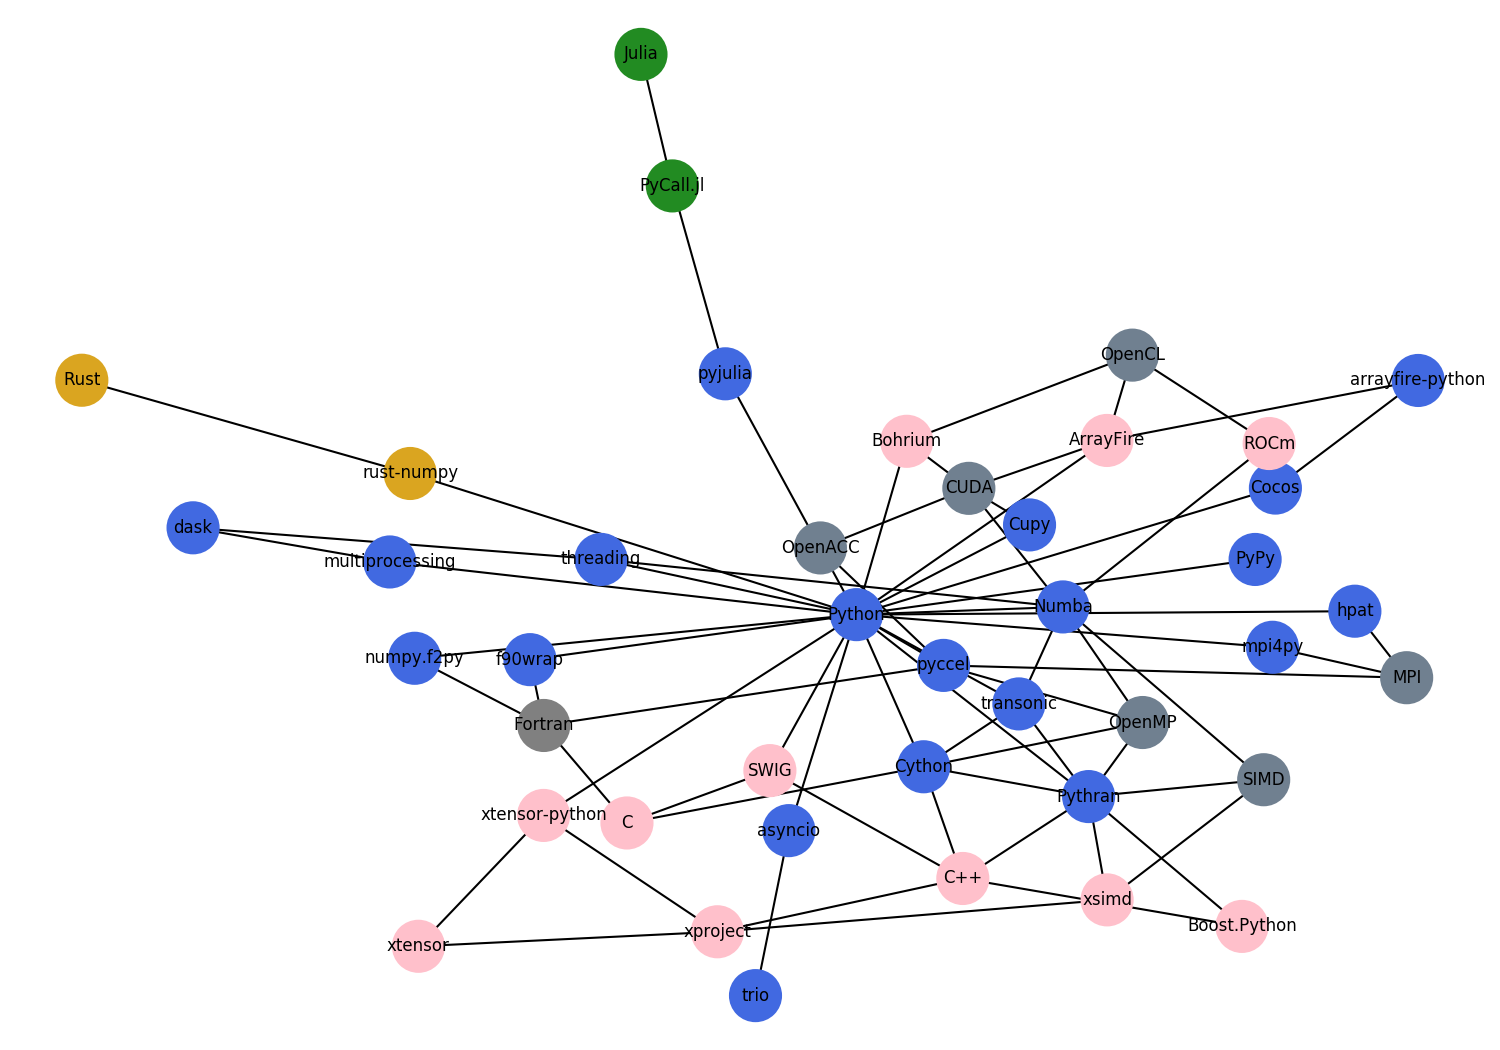 Julia
PyCall.jl
OpenCL
pyjulia
Rust
arrayfire-python
Bohrium
ArrayFire
ROCm
rust-numpy
CUDA
Cocos
dask
Cupy
OpenACC
multiprocessing
threading
PyPy
Python
Numba
hpat
numpy.f2py
f90wrap
pyccel
mpi4py
MPI
transonic
Fortran
OpenMP
SWIG
Cython
SIMD
Pythran
xtensor-python
C
asyncio
C++
xsimd
xtensor
xproject
Boost.Python
trio